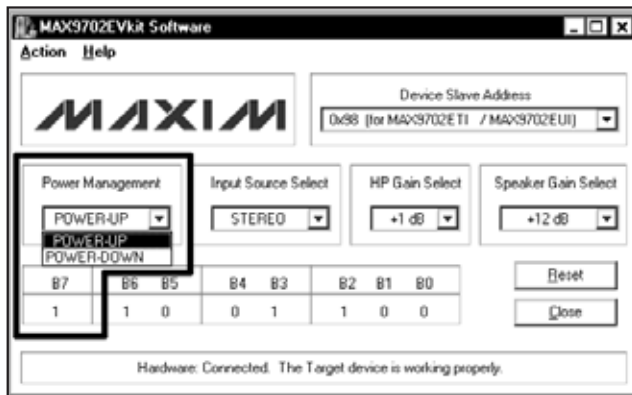 MAX9702EVkit Software
Action Help
MAXIM
Device Slave Address
0x98 (for MAX9702ETI / MAX9702EUI)
Power Management
Input Source Select
HP Gain Select
Speaker Gain Select
POWER-UP
STEREO
+1 dB
+12 dB
POWER-UP
POWER-DOWN
B7 B6 B5 B4 B3 B2 B1 B0
Reset
1 1 0 0 1 1 0 0
Close
Hardware: Connected. The Target device is working properly.